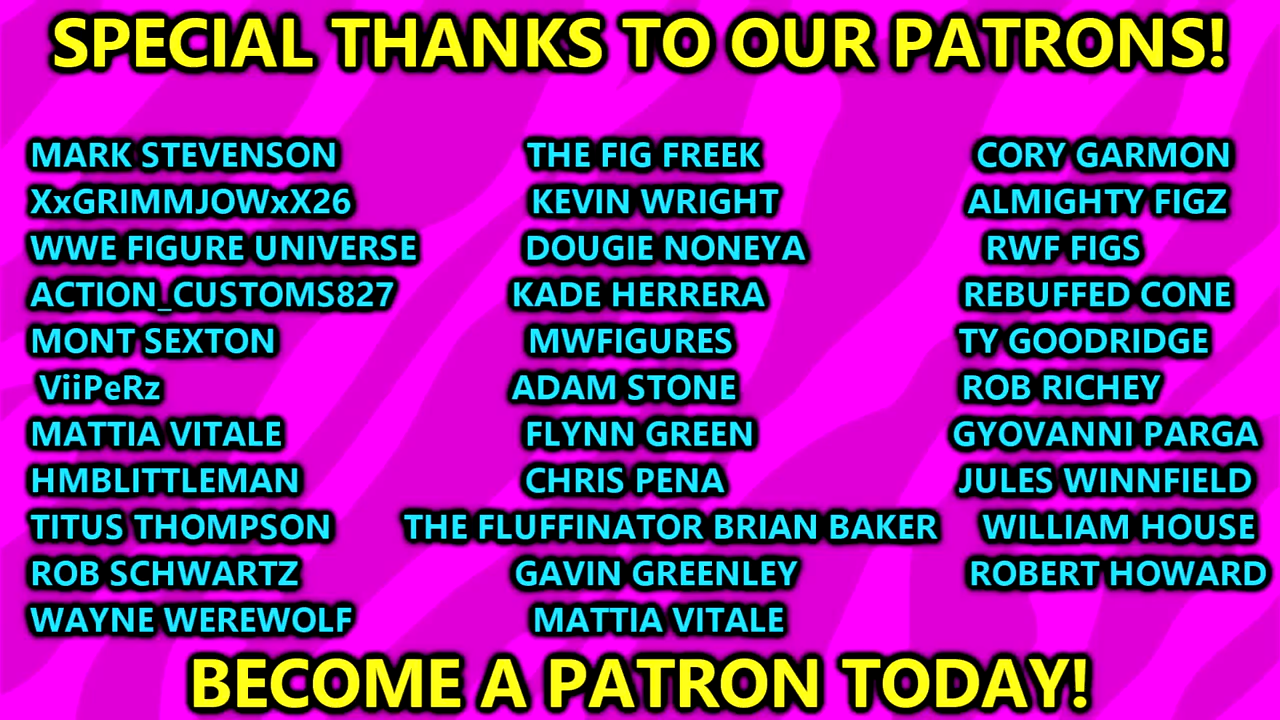 SPECIAL THANKS TO OUR PATRONS!
MARK STEVENSON THE FIG FREEK CORY GARMON
XxGRIMMJOWxX26 KEVIN WRIGHT ALMIGHTY FIGZ
WWE FIGURE UNIVERSE DOUGIE NONEYA RWF FIGS
ACTION_CUSTOMS827 KADE HERRERA REBUFFED CONE
MONT SEXTON MWFIGURES TY GOODRIDGE
ViiPeRz ADAM STONE ROB RICHEY
MATTIA VITALE FLYNN GREEN GYOVANNI PARGA
HMBLITTLEMAN CHRIS PENA JULES WINNFIELD
TITUS THOMPSON THE FLUFFINATOR BRIAN BAKER WILLIAM HOUSE
ROB SCHWARTZ GAVIN GREENLEY ROBERT HOWARD
WAYNE WEREWOLF MATTIA VITALE
BECOME A PATRON TODAY!